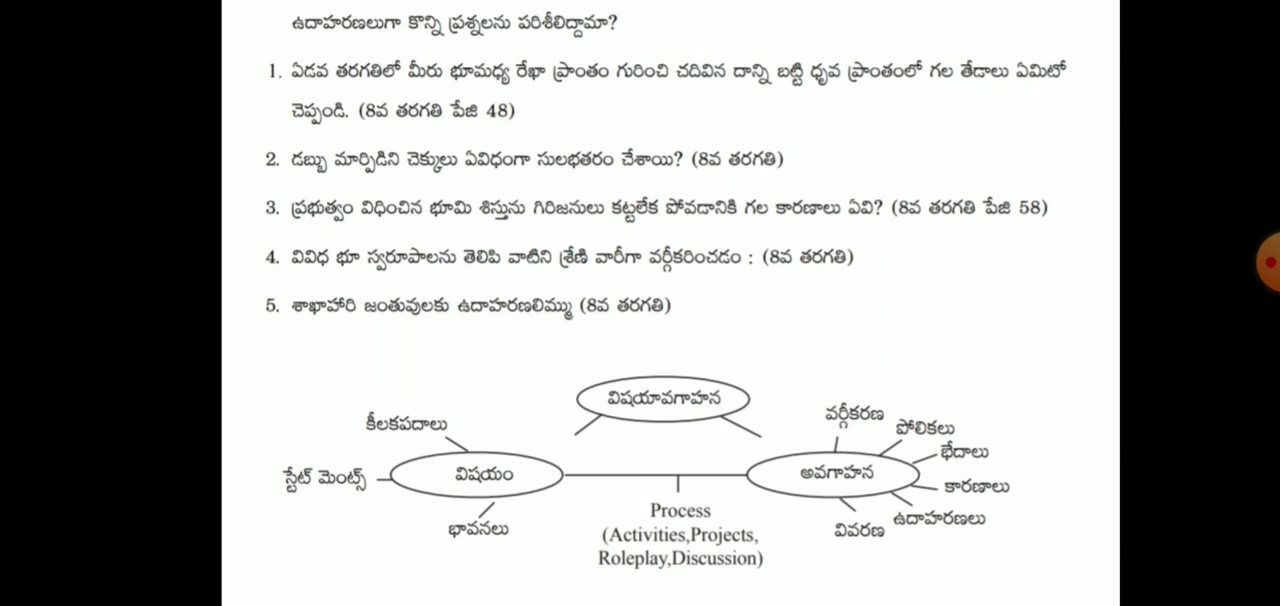 ఉదాహరణలుగా కొన్ని ప్రశ్నలను పరిశీలిద్దామా?
1. ఏడవ తరగతిలో మీరు భూమధ్య రేఖా ప్రాంతం గురించి చదివిన దాన్ని బట్టి ధృవ ప్రాంతంలో గల తేడాలు ఏమిటో
చెప్పండి. (8వ తరగతి పేజి 48)
2. డబ్బు మార్పిడిని చెక్కులు ఏవిధంగా సులభతరం చేశాయి? (8వ తరగతి)
3. ప్రభుత్వం విధించిన భూమి శిస్తును గిరిజనులు కట్టలేక పోవడానికి గల కారణాలు ఏవి? (8వ తరగతి పేజి 58)
4. వివిధ భూ స్వరూపాలను తెలిపి వాటిని శ్రేణి వారీగా వర్గీకరించడం : (8వ తరగతి)
5. శాఖాహారి జంతువులకు ఉదాహరణలిమ్ము (8వ తరగతి)
విషయావగాహన
కీలకపదాలు
స్టేట్ మెంట్స్
విషయం
భావనలు
వర్గీకరణ
పోలికలు
భేదాలు
అవగాహన
కారణాలు
ఉదాహరణలు
వివరణ
Process
(Activities,Projects,
Roleplay,Discussion)